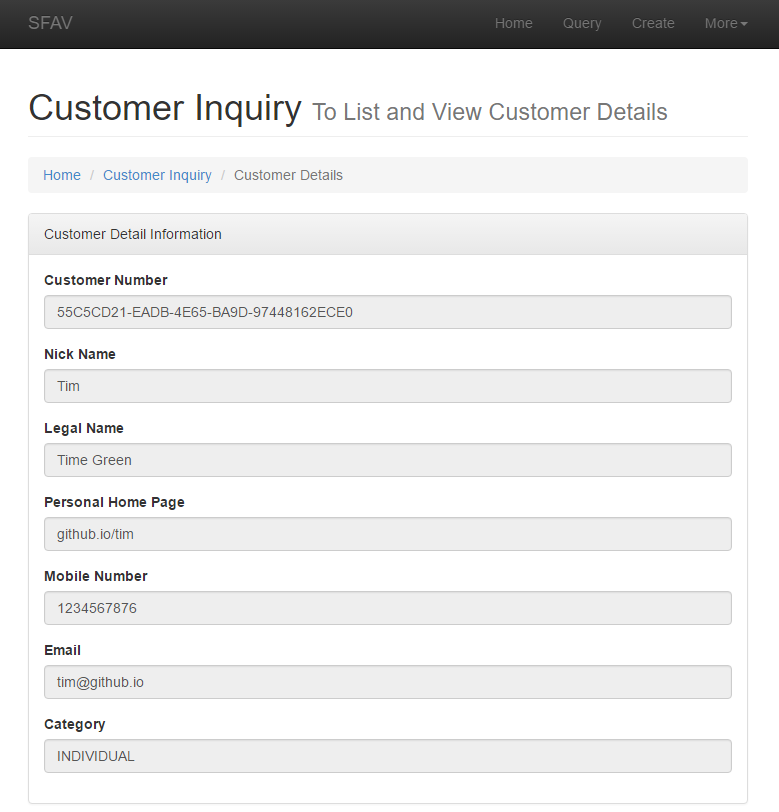 SFAV Home Query Create More
Customer Inquiry To List and View Customer Details
Home / Customer Inquiry / Customer Details
Customer Detail Information
Customer Number
55C5CD21-EADB-4E65-BA9D-97448162ECE0
Nick Name
Tim
Legal Name
Time Green
Personal Home Page
github.io/tim
Mobile Number
1234567876
Email
tim@github.io
Category
INDIVIDUAL